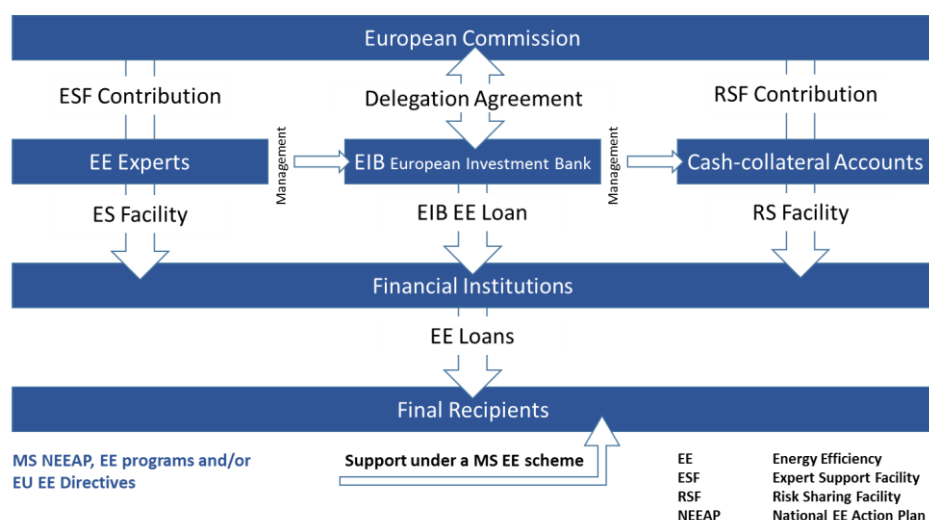 European Commission
ESF Contribution
Delegation Agreement
RSF Contribution
EE Experts
Management
EIB European Investment Bank
Management
Cash-collateral Accounts
ES Facility
EIB EE Loan
RS Facility
Financial Institutions
EE Loans
Final Recipients
MS NEEAP, EE programs and/or
EU EE Directives
Support under a MS EE scheme
EE Energy Efficiency
ESF Expert Support Facility
RSF Risk Sharing Facility
NEEAP National EE Action Plan